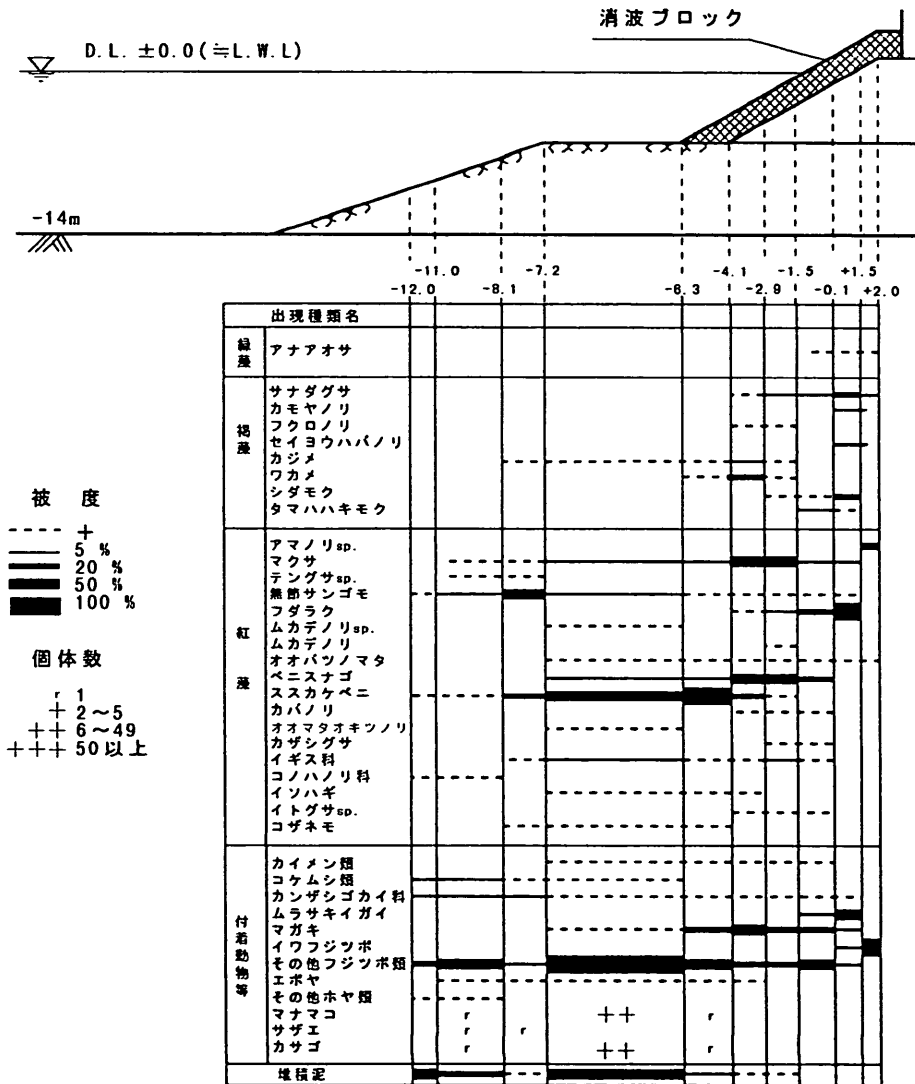 消波ブロック
D.L. ±0.0(≒L.W.L)
-14m
-11.0 -7.2 -4.1 -1.5 +1.5
-12.0 -8.1 -6.3 -2.9 -0.1 +2.0
出現種類名
緑藻
アナアオサ
褐藻
サナダグサ
カモヤノリ
フクロノリ
セイヨウハバノリ
カジメ
ワカメ
シダモク
タマハハキモク
紅藻
アマノリsp.
マクサ
テングサsp.
無節サンゴモ
フダラク
ムカデノリsp.
ムカデノリ
オオバツノマタ
ベニスナゴ
ススカケベニ
カバノリ
オオマタオキツノリ
カザシグサ
イギス科
コノハノリ科
イソハギ
イトグサsp.
コザネモ
付着動物等
カイメン類
コケムシ類
カンザシゴカイ科
ムラサキイガイ
マガキ
イワフジツボ
その他フジツボ類
エボヤ
その他ホヤ類
マナマコ r ++ r
サザエ r r
カサゴ r ++ r
堆積泥
被 度
+
5 %
20 %
50 %
100 %
個体数
r 1
+ 2～5
++ 6～49
+++ 50以上